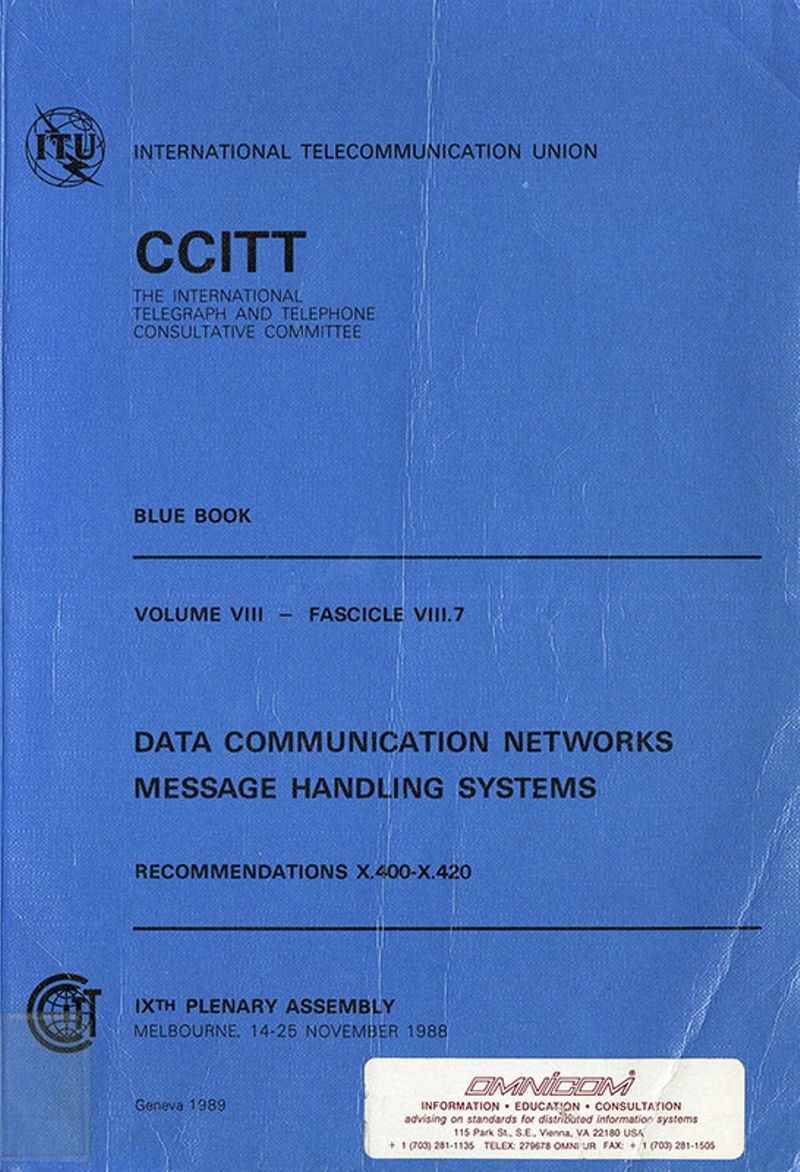 ITU
INTERNATIONAL TELECOMMUNICATION UNION
CCITT
THE INTERNATIONAL
TELEGRAPH AND TELEPHONE
CONSULTATIVE COMMITTEE
BLUE BOOK
VOLUME VIII – FASCICLE VIII.7
DATA COMMUNICATION NETWORKS
MESSAGE HANDLING SYSTEMS
RECOMMENDATIONS X.400-X.420
CCITT
IXTH PLENARY ASSEMBLY
MELBOURNE, 14-25 NOVEMBER 1988
Geneva 1989
OMNICOM®
INFORMATION • EDUCATION • CONSULTATION
advising on standards for distributed information systems
115 Park St., S.E., Vienna, VA 22180 USA
+ 1 (703) 281-1135 TELEX: 279678 OMNI UR FAX: + 1 (703) 281-1505